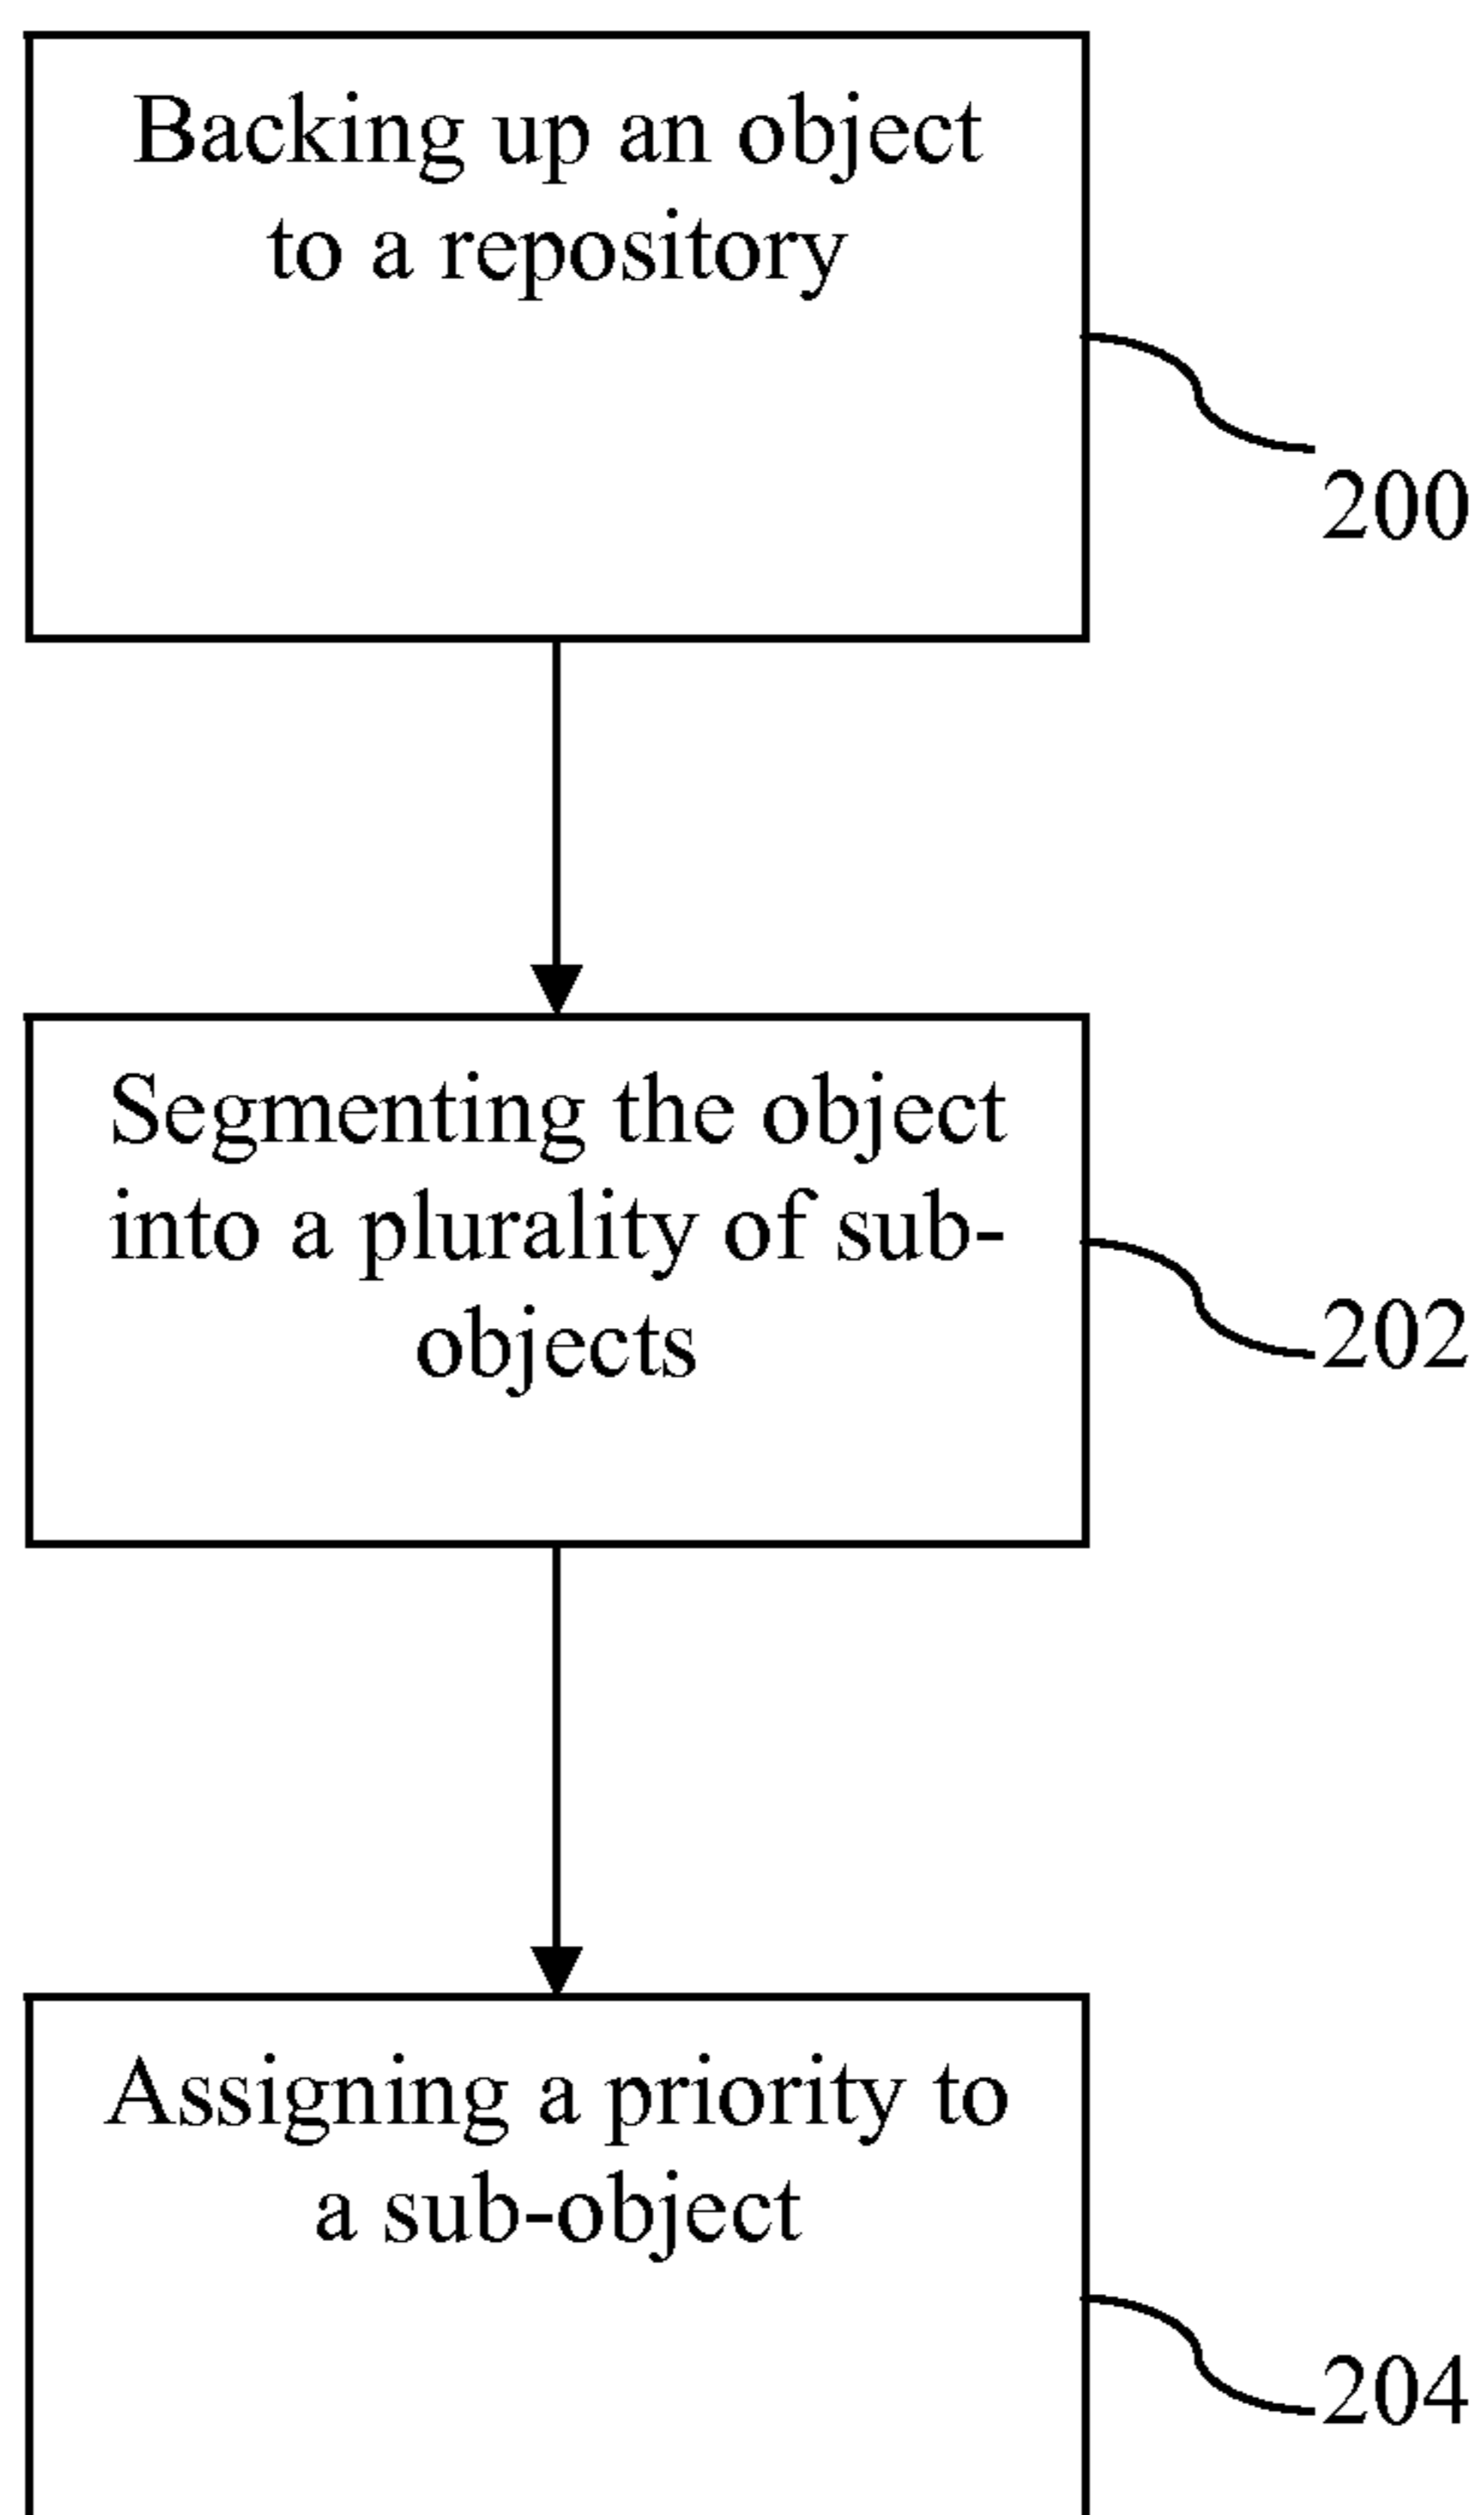 Backing up an object
to a repository
200
Segmenting the object
into a plurality of sub-
objects
202
Assigning a priority to
a sub-object
204